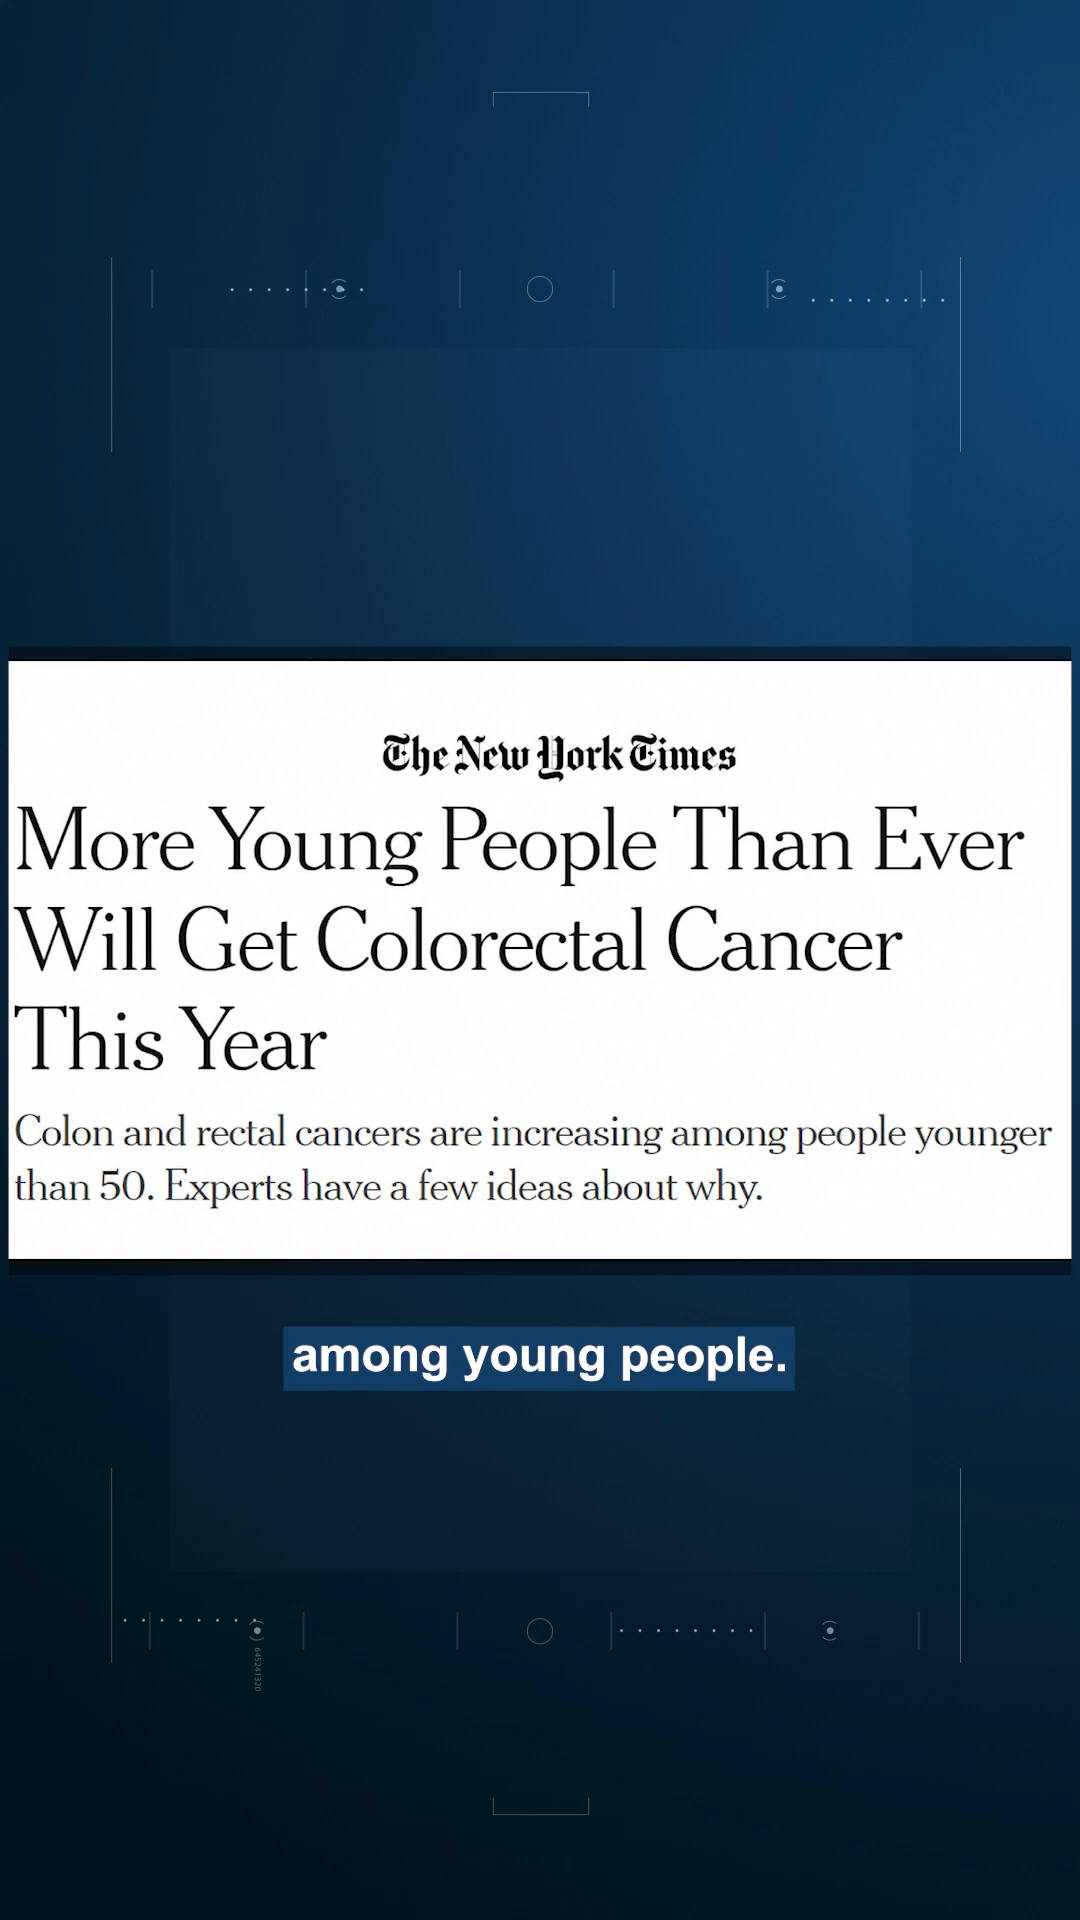 The New York Times
More Young People Than Ever
Will Get Colorectal Cancer
This Year
Colon and rectal cancers are increasing among people younger
than 50. Experts have a few ideas about why.
among young people.
645241320